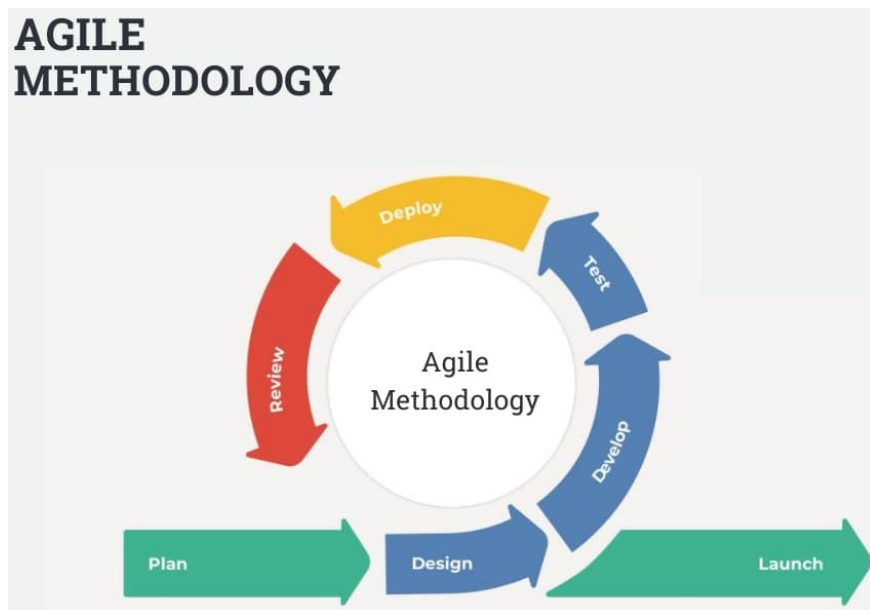 AGILE
METHODOLOGY
Deploy
Test
Review
Agile
Methodology
Develop
Plan
Design
Launch